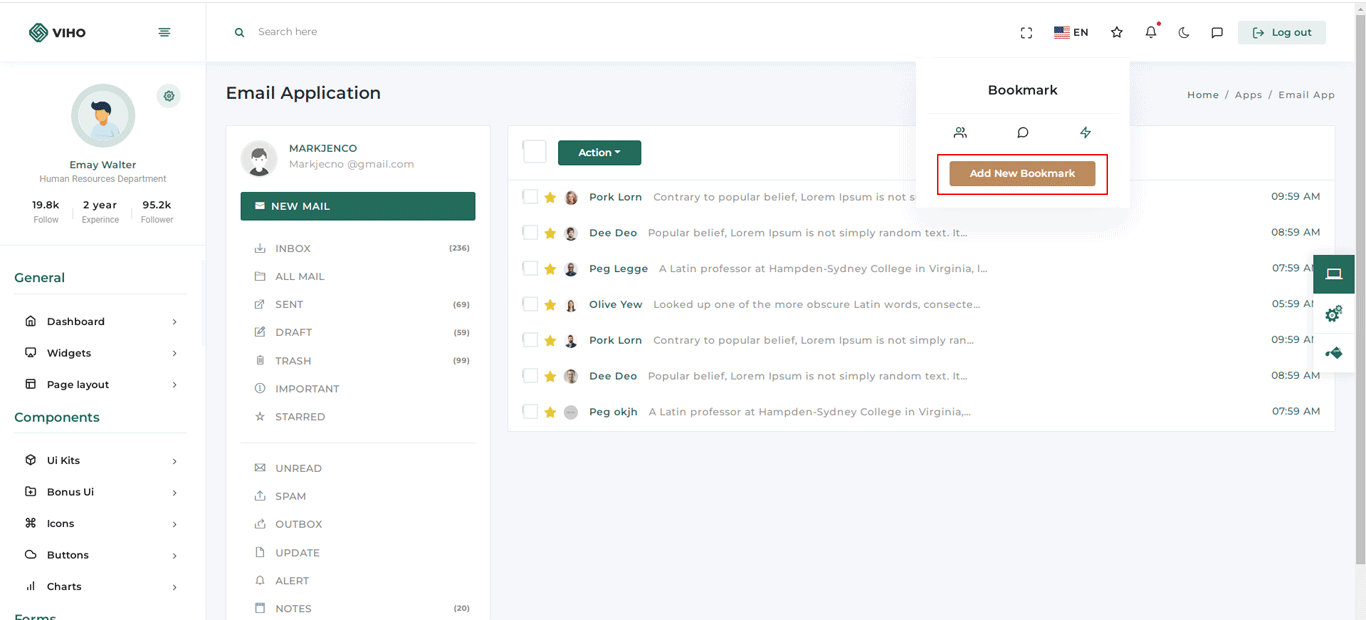 VIHO
Search here
EN
Log out
Emay Walter
Human Resources Department
19.8k
Follow
2 year
Experince
95.2k
Follower
General
Dashboard
Widgets
Page layout
Components
Ui Kits
Bonus Ui
Icons
Buttons
Charts
Forms
Email Application
Home / Apps / Email App
Bookmark
Add New Bookmark
MARKJENCO
Markjecno @gmail.com
NEW MAIL
INBOX (236)
ALL MAIL
SENT (69)
DRAFT (59)
TRASH (99)
IMPORTANT
STARRED
UNREAD
SPAM
OUTBOX
UPDATE
ALERT
NOTES (20)
Action
Pork Lorn Contrary to popular belief, Lorem Ipsum is not s 09:59 AM
Dee Deo Popular belief, Lorem Ipsum is not simply random text. It... 08:59 AM
Peg Legge A Latin professor at Hampden-Sydney College in Virginia, l... 07:59 A
Olive Yew Looked up one of the more obscure Latin words, consecte... 05:59 A
Pork Lorn Contrary to popular belief, Lorem Ipsum is not simply ran... 09:59 A
Dee Deo Popular belief, Lorem Ipsum is not simply random text. It... 08:59 AM
Peg okjh A Latin professor at Hampden-Sydney College in Virginia,... 07:59 AM